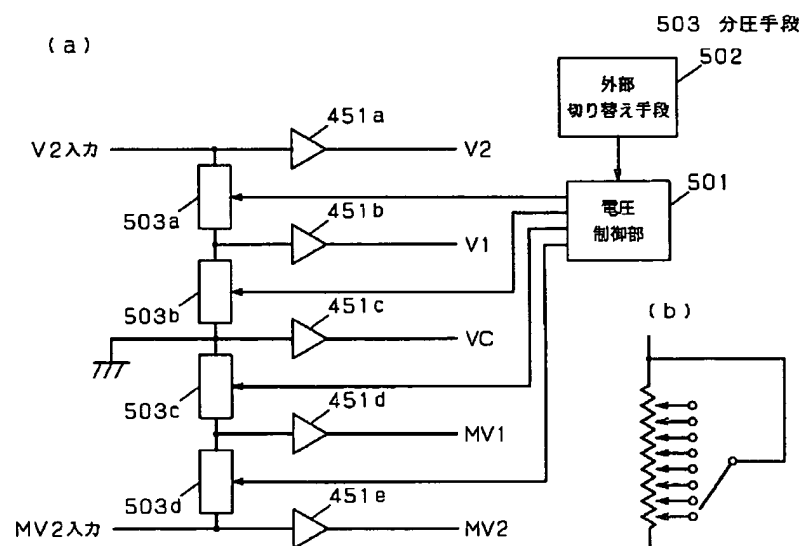 503 分圧手段
(a)
502
外部
切り替え手段
451a
V2入力
V2
501
503a
電圧
制御部
451b
V1
503b
451c
(b)
VC
503c
451d
MV1
503d
451e
MV2入力
MV2